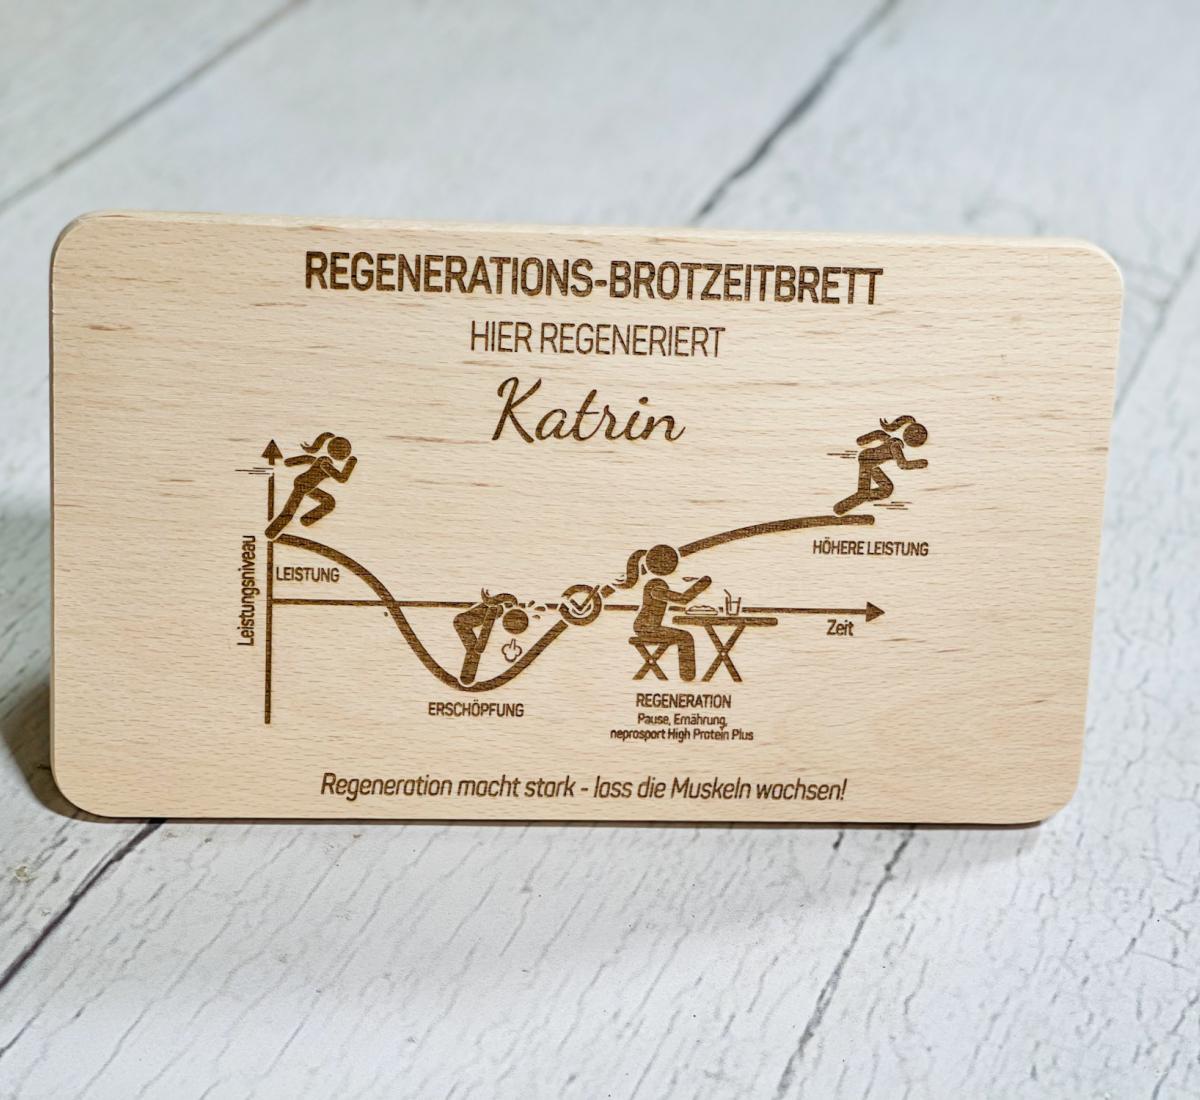 REGENERATIONS-BROTZEITBRETT
HIER REGENERIERT
Katrin
Leistungsniveau
LEISTUNG
HÖHERE LEISTUNG
Zeit
ERSCHÖPFUNG
REGENERATION
Pause, Ernährung,
neprosport High Protein Plus
Regeneration macht stark - lass die Muskeln wachsen!